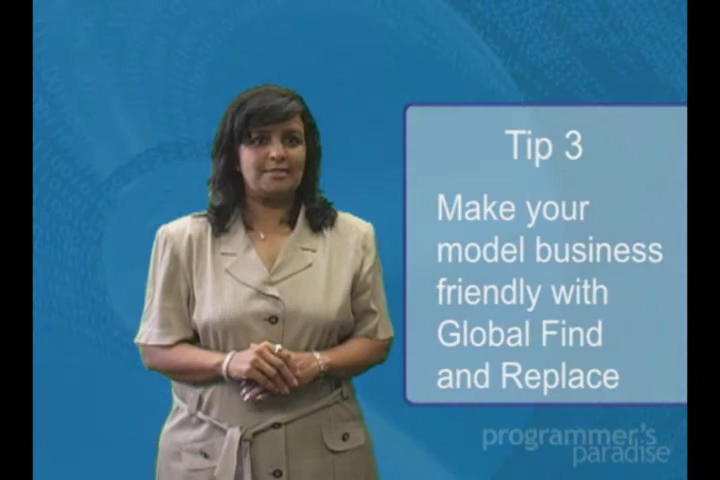 Tip 3
Make your
model business
friendly with
Global Find
and Replace
programmer's
paradise